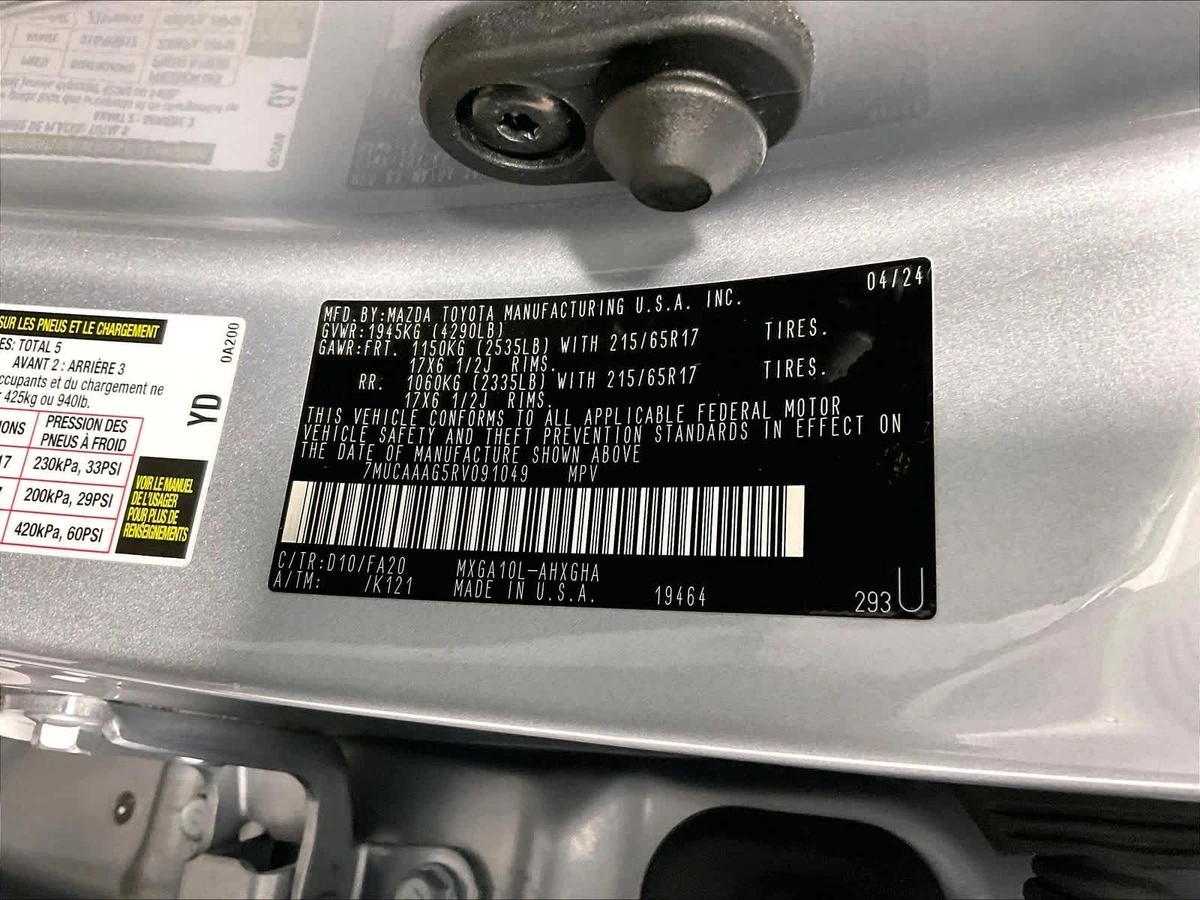 04/24
MFD.BY:MAZDA TOYOTA MANUFACTURING U.S.A. INC.
GVWR:1945KG (4290LB)
GAWR:FRT. 1150KG (2535LB) WITH 215/65R17 TIRES.
17X6 1/2J RIMS.
RR. 1060KG (2335LB) WITH 215/65R17 TIRES.
17X6 1/2J RIMS.
THIS VEHICLE CONFORMS TO ALL APPLICABLE FEDERAL MOTOR
VEHICLE SAFETY AND THEFT PREVENTION STANDARDS IN EFFECT ON
THE DATE OF MANUFACTURE SHOWN ABOVE
7MUCAAAG5RV091049 MPV
C/TR:D10/FA20 MXGA10L-AHXGHA
A/TM: /K121 MADE IN U.S.A. 19464
293 U
SUR LES PNEUS ET LE CHARGEMENT
TOTAL 5
AVANT 2 : ARRIÈRE 3
ccupants et du chargement ne
425kg ou 940lb.
0A200
YD
IONS PRESSION DES
PNEUS À FROID
17 230kPa, 33PSI
200kPa, 29PSI
420kPa, 60PSI
VOIR LE MANUEL
DE L'USAGER
POUR PLUS DE
RENSEIGNEMENTS